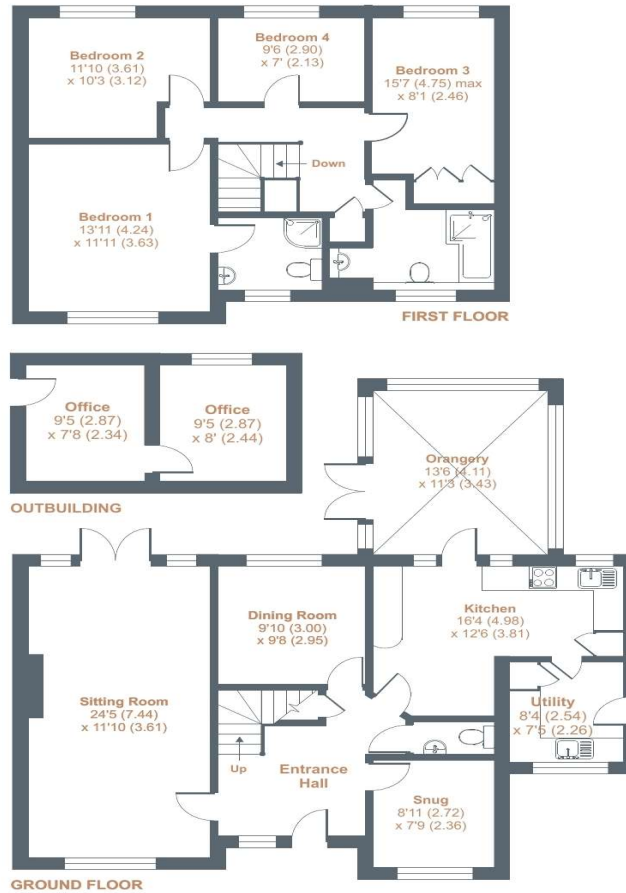 Bedroom 2
11'10 (3.61)
x 10'3 (3.12)
Bedroom 4
9'6 (2.90)
x 7' (2.13)
Bedroom 3
15'7 (4.75) max
x 8'1 (2.46)
Down
Bedroom 1
13'11 (4.24)
x 11'11 (3.63)
FIRST FLOOR
Office
9'5 (2.87)
x 7'8 (2.34)
Office
9'5 (2.87)
x 8' (2.44)
OUTBUILDING
Orangery
13'6 (4.11)
x 11'3 (3.43)
Dining Room
9'10 (3.00)
x 9'8 (2.95)
Kitchen
16'4 (4.98)
x 12'6 (3.81)
Sitting Room
24'5 (7.44)
x 11'10 (3.61)
Utility
8'4 (2.54)
x 7'5 (2.26)
Up
Entrance
Hall
Snug
8'11 (2.72)
x 7'9 (2.36)
GROUND FLOOR